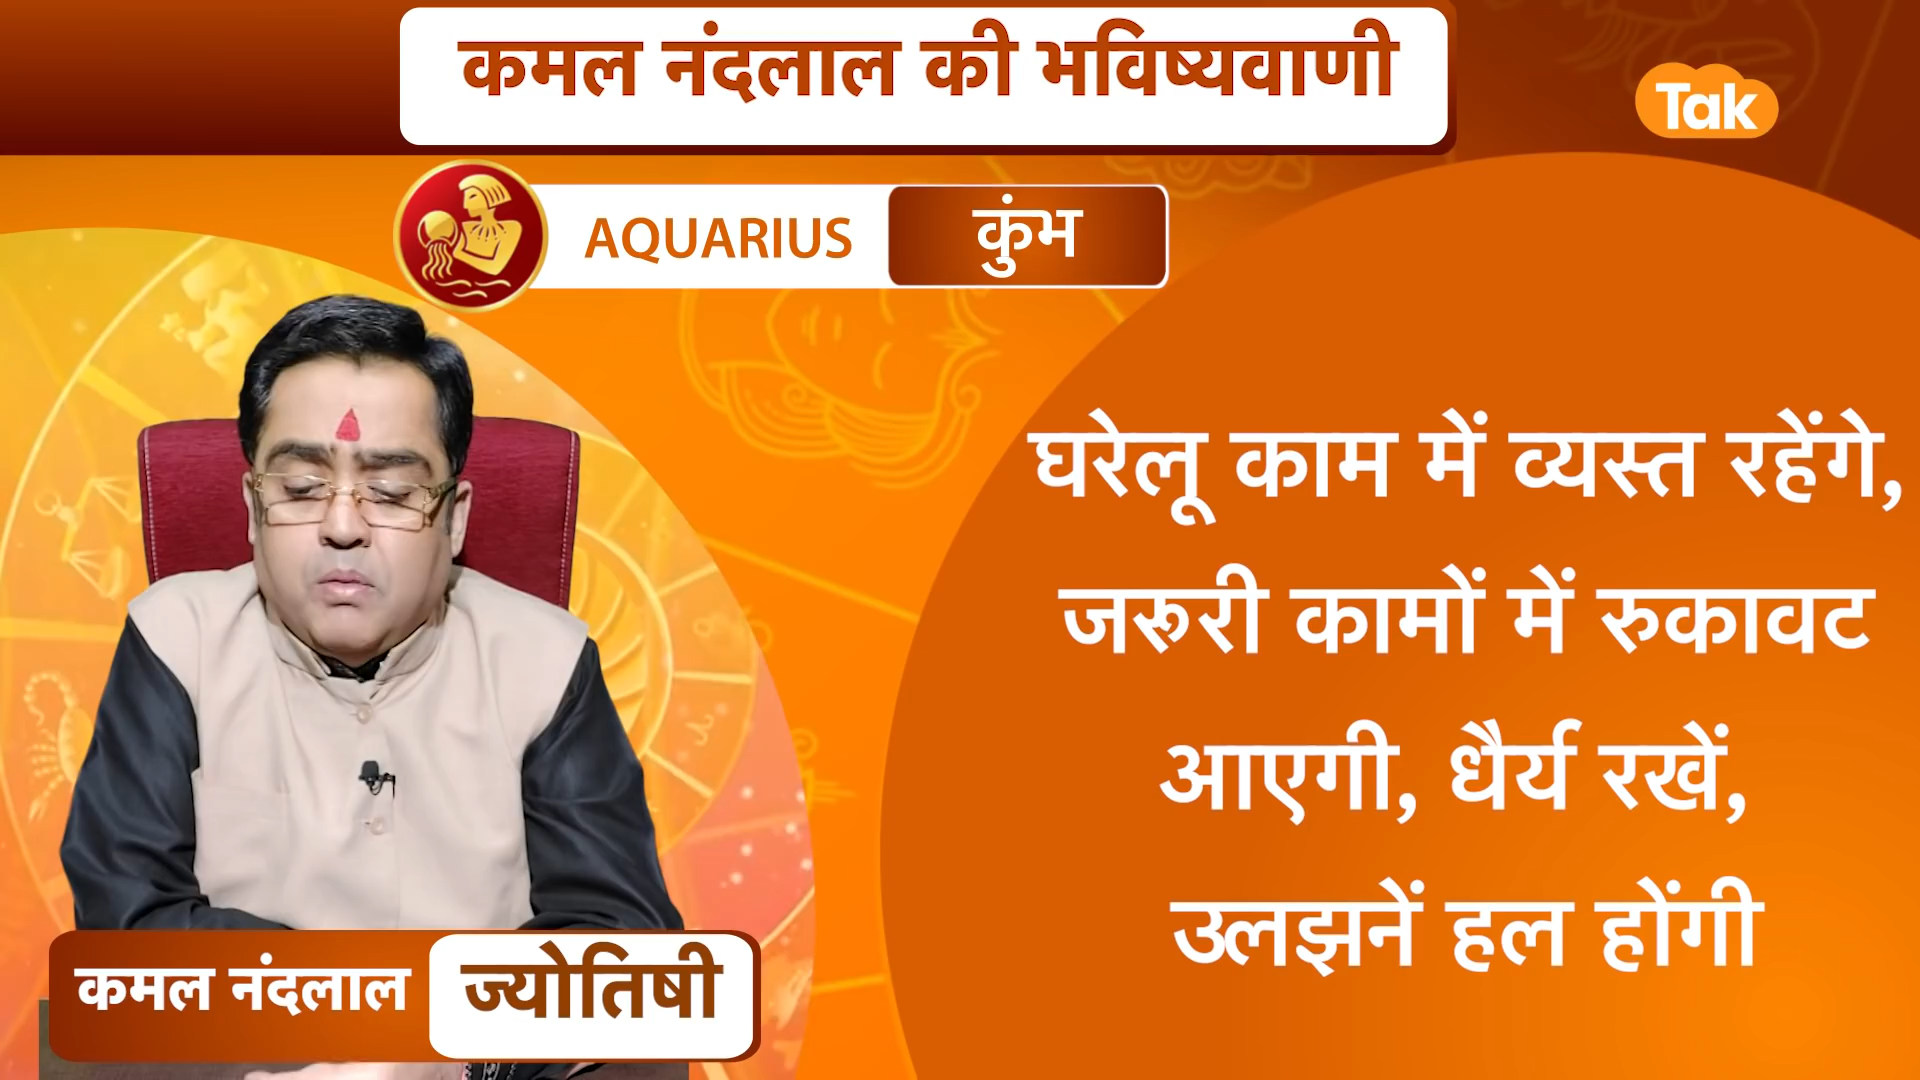 कमल नंदलाल की भविष्यवाणी
Tak
AQUARIUS
कुंभ
घरेलू काम में व्यस्त रहेंगे,
जरूरी कामों में रुकावट
आएगी, धैर्य रखें,
उलझनें हल होंगी
कमल नंदलाल
ज्योतिषी